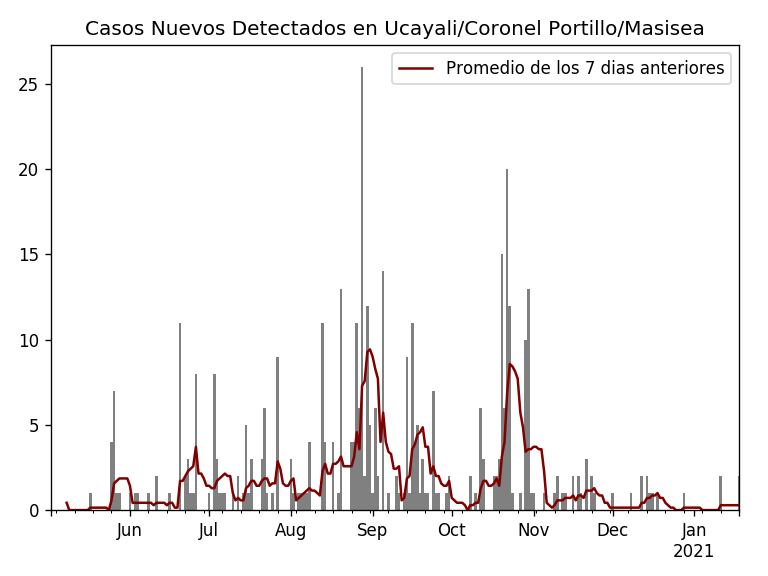 Casos Nuevos Detectados en Ucayali/Coronel Portillo/Masisea
Promedio de los 7 dias anteriores
25
20
15
10
5
0
Jun Jul Aug Sep Oct Nov Dec Jan
2021